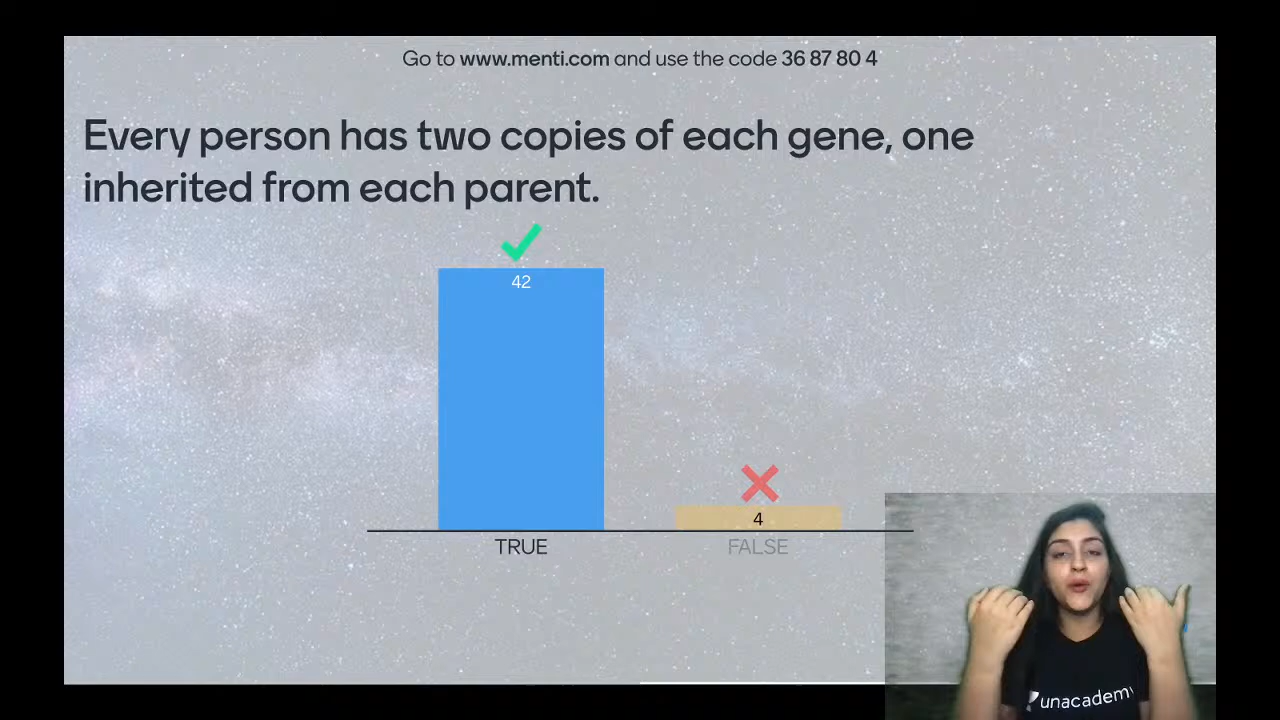 Go to www.menti.com and use the code 36 87 80 4
Every person has two copies of each gene, one
inherited from each parent.
42
4
TRUE
FALSE
unacademy